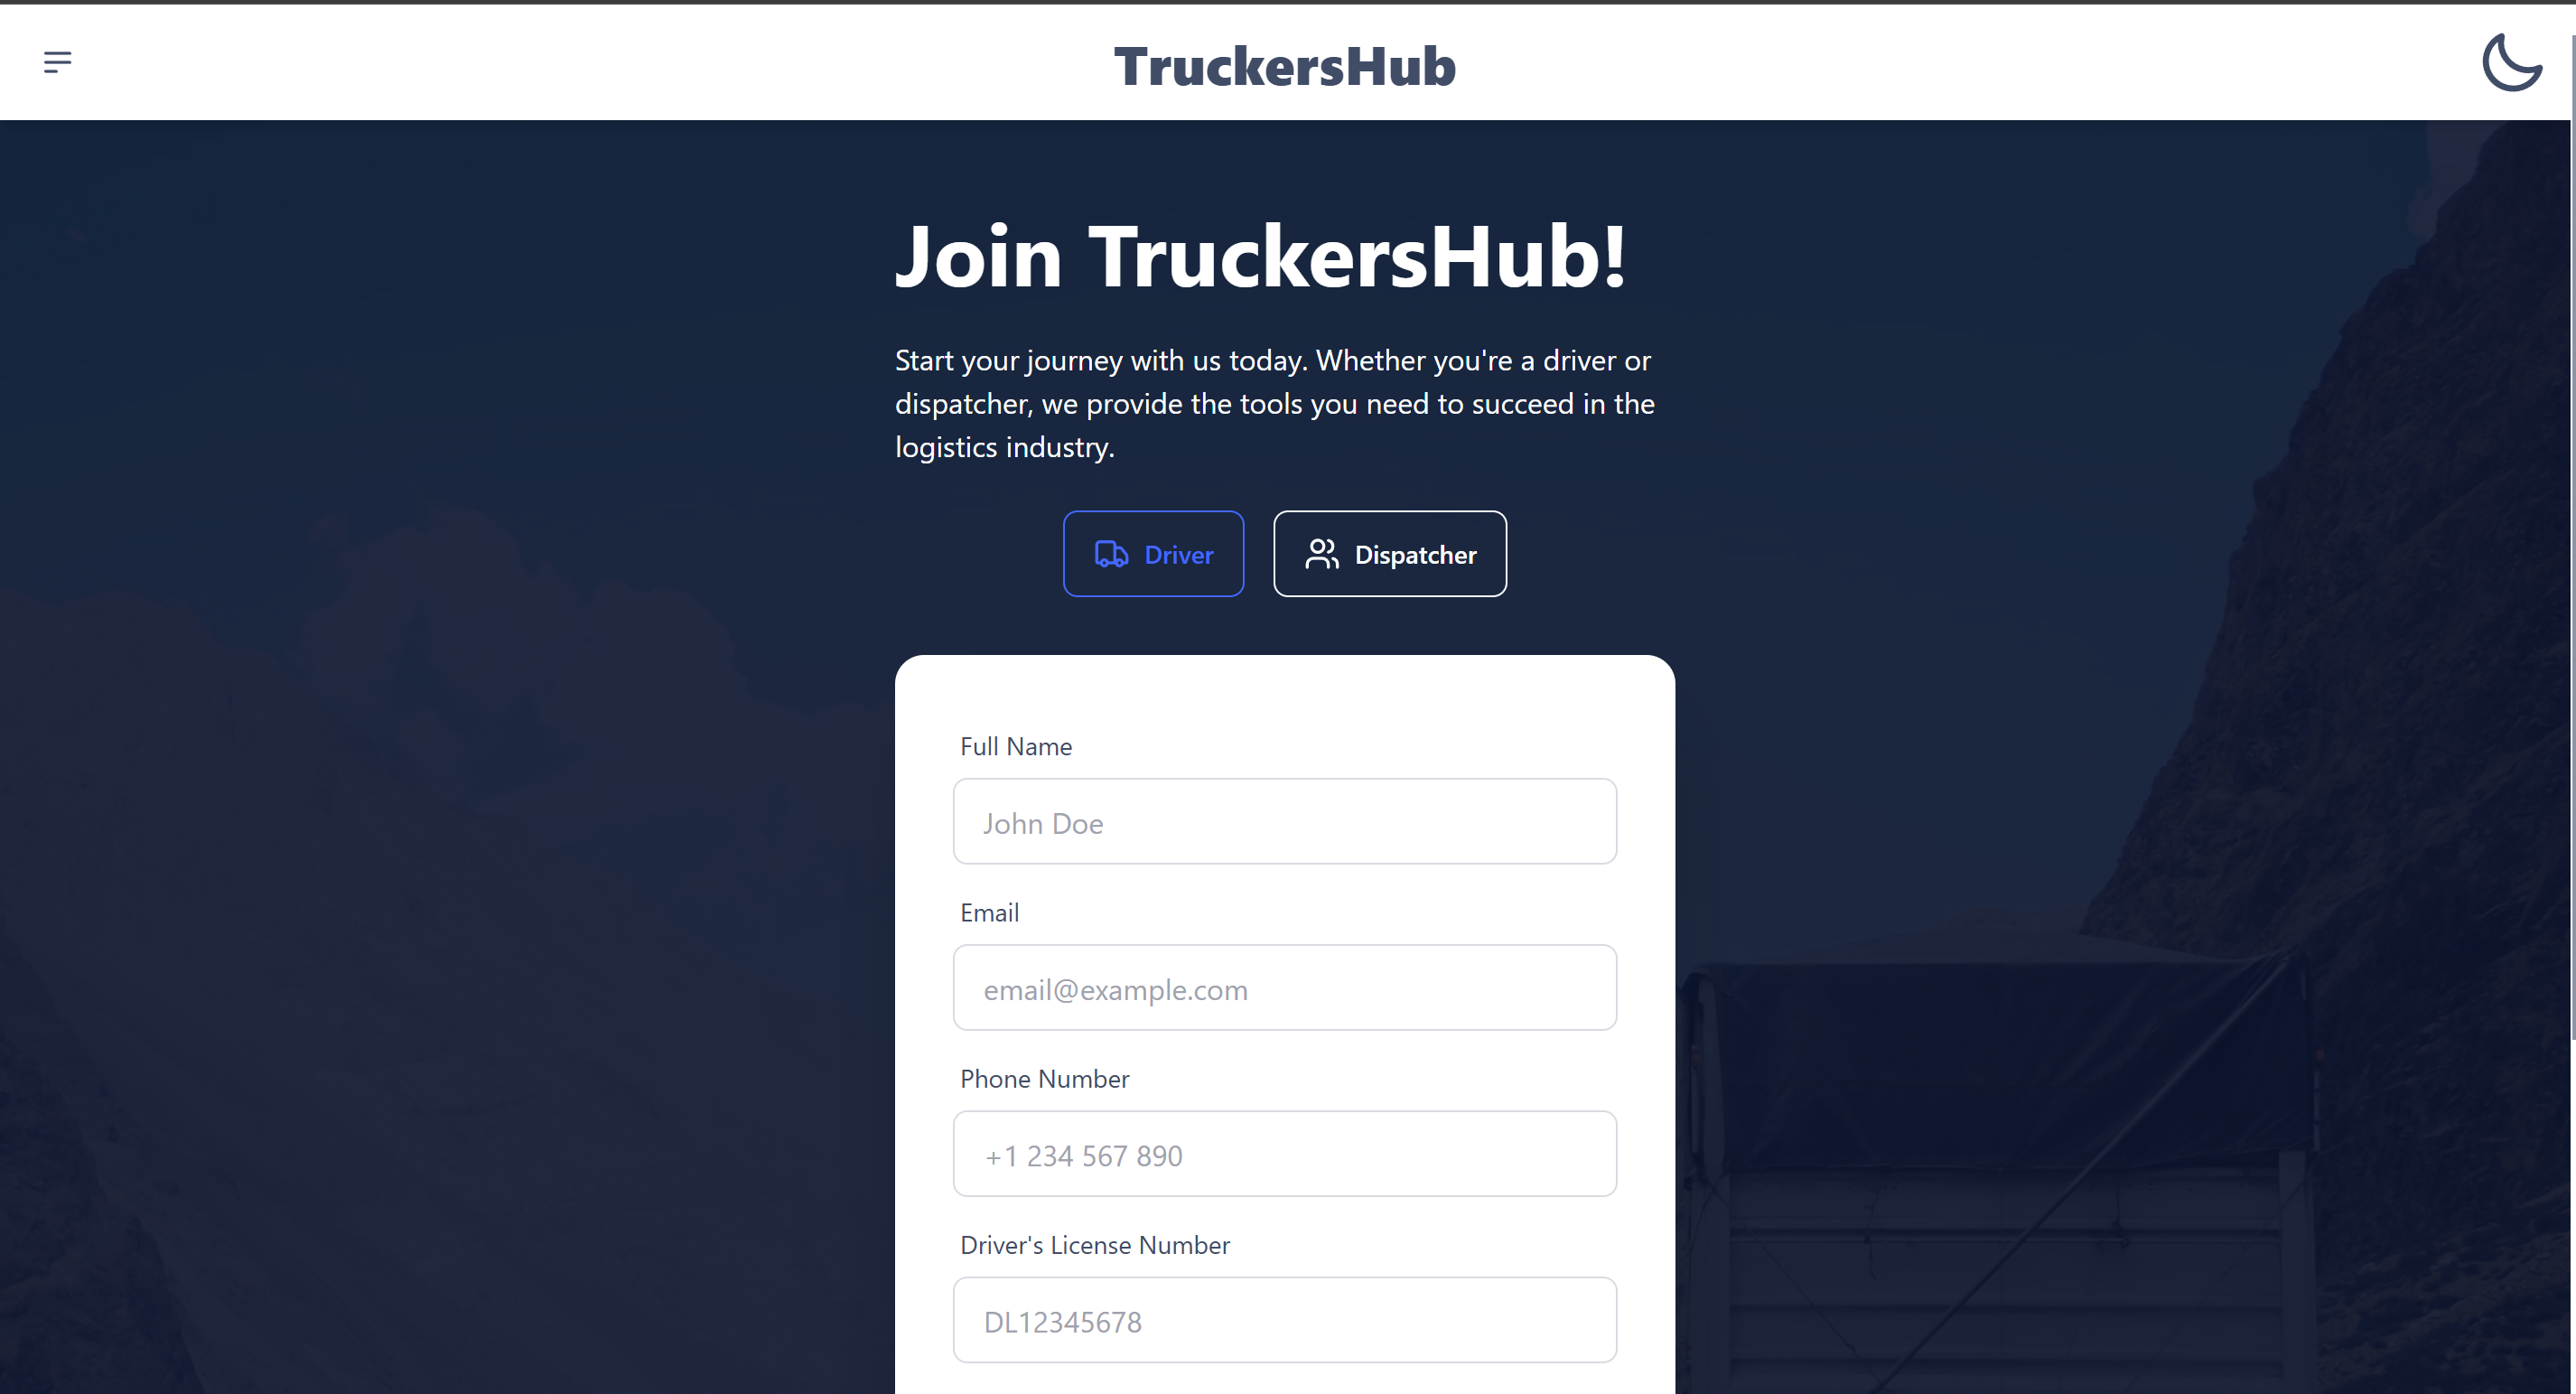 TruckersHub
Join TruckersHub!
Start your journey with us today. Whether you're a driver or
dispatcher, we provide the tools you need to succeed in the
logistics industry.
Driver
Dispatcher
Full Name
John Doe
Email
email@example.com
Phone Number
+1 234 567 890
Driver's License Number
DL12345678